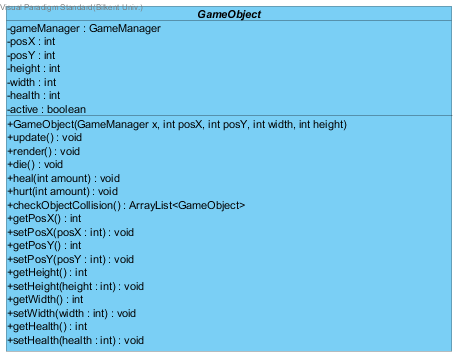 Visual Paradigm Standard(Bilkent Univ.)
GameObject
-gameManager : GameManager
-posX : int
-posY : int
-height : int
-width : int
-health : int
-active : boolean
+GameObject(GameManager x, int posX, int posY, int width, int height)
+update() : void
+render() : void
+die() : void
+heal(int amount) : void
+hurt(int amount) : void
+checkObjectCollision() : ArrayList<GameObject>
+getPosX() : int
+setPosX(posX : int) : void
+getPosY() : int
+setPosY(posY : int) : void
+getHeight() : int
+setHeight(height : int) : void
+getWidth() : int
+setWidth(width : int) : void
+getHealth() : int
+setHealth(health : int) : void